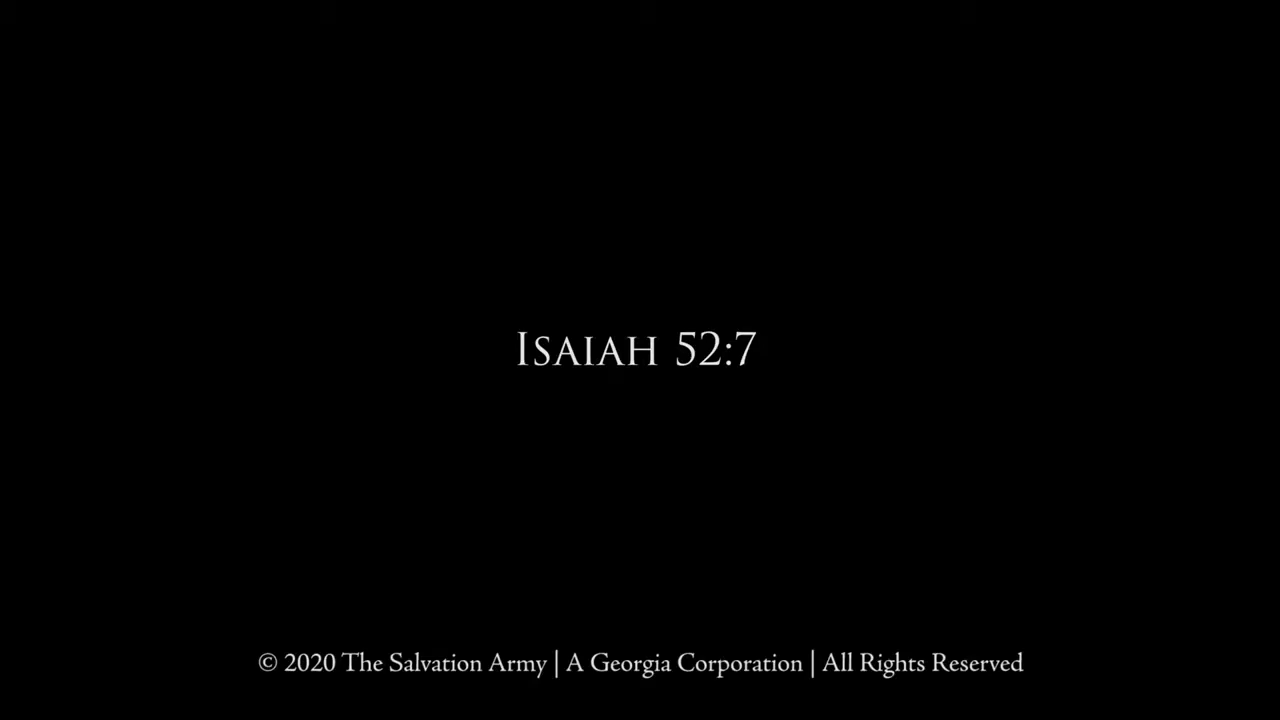 Isaiah 52:7
© 2020 The Salvation Army | A Georgia Corporation | All Rights Reserved